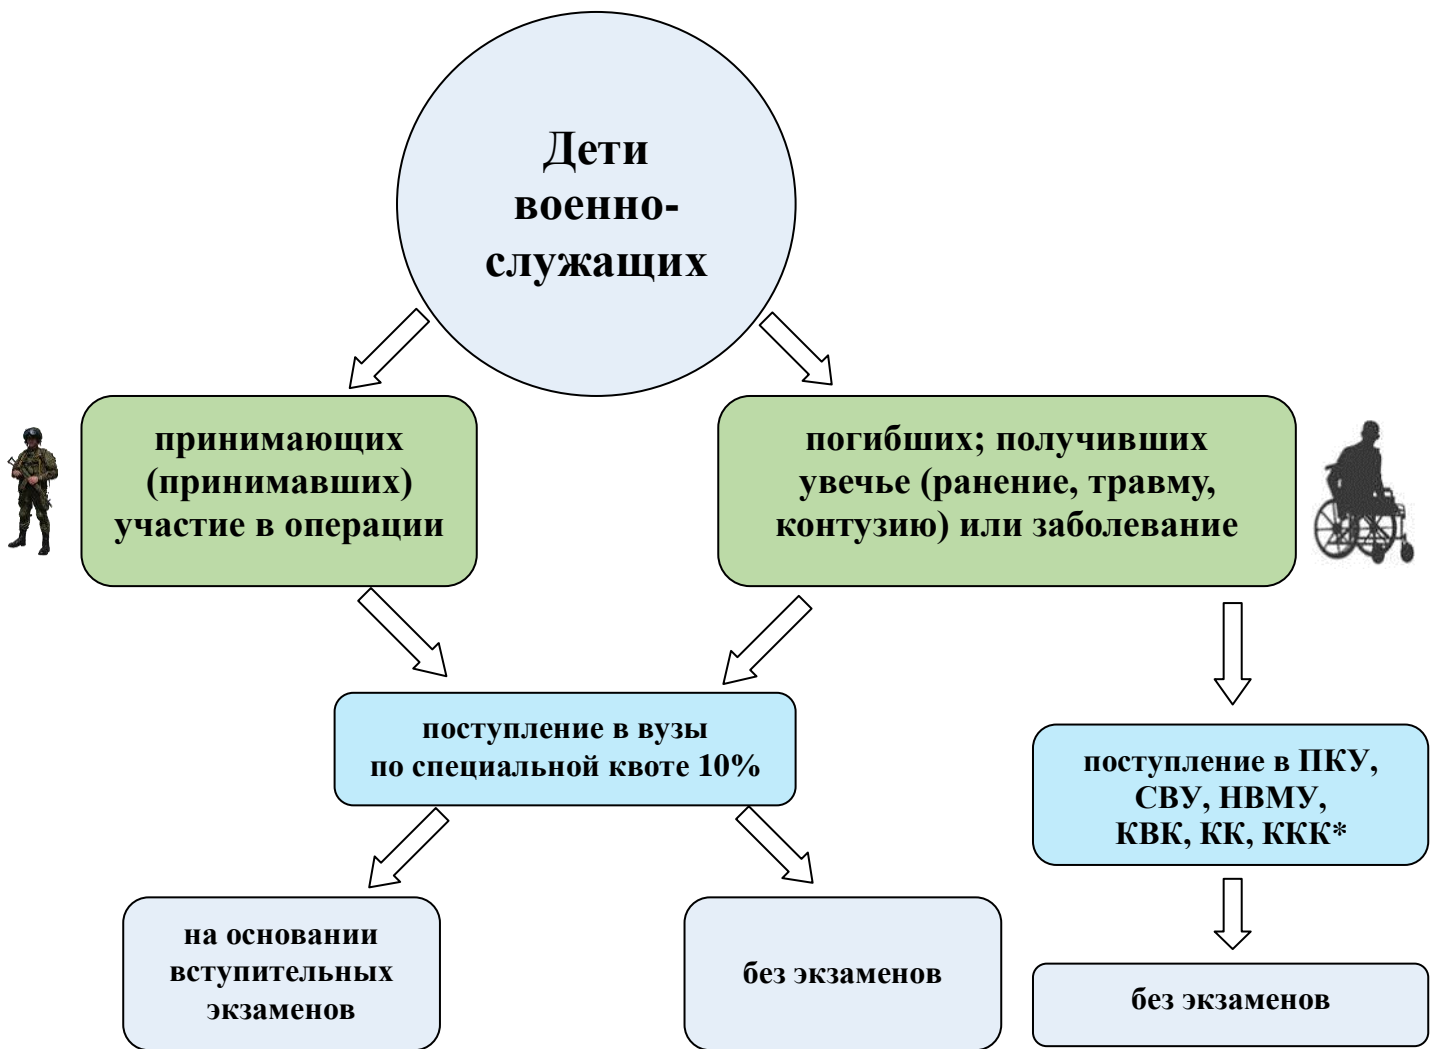 Дети
военно-
служащих
принимающих
(принимавших)
участие в операции
погибших; получивших
увечье (ранение, травму,
контузию) или заболевание
поступление в вузы
по специальной квоте 10%
поступление в ПКУ,
СВУ, НВМУ,
КВК, КК, ККК*
на основании
вступительных
экзаменов
без экзаменов
без экзаменов